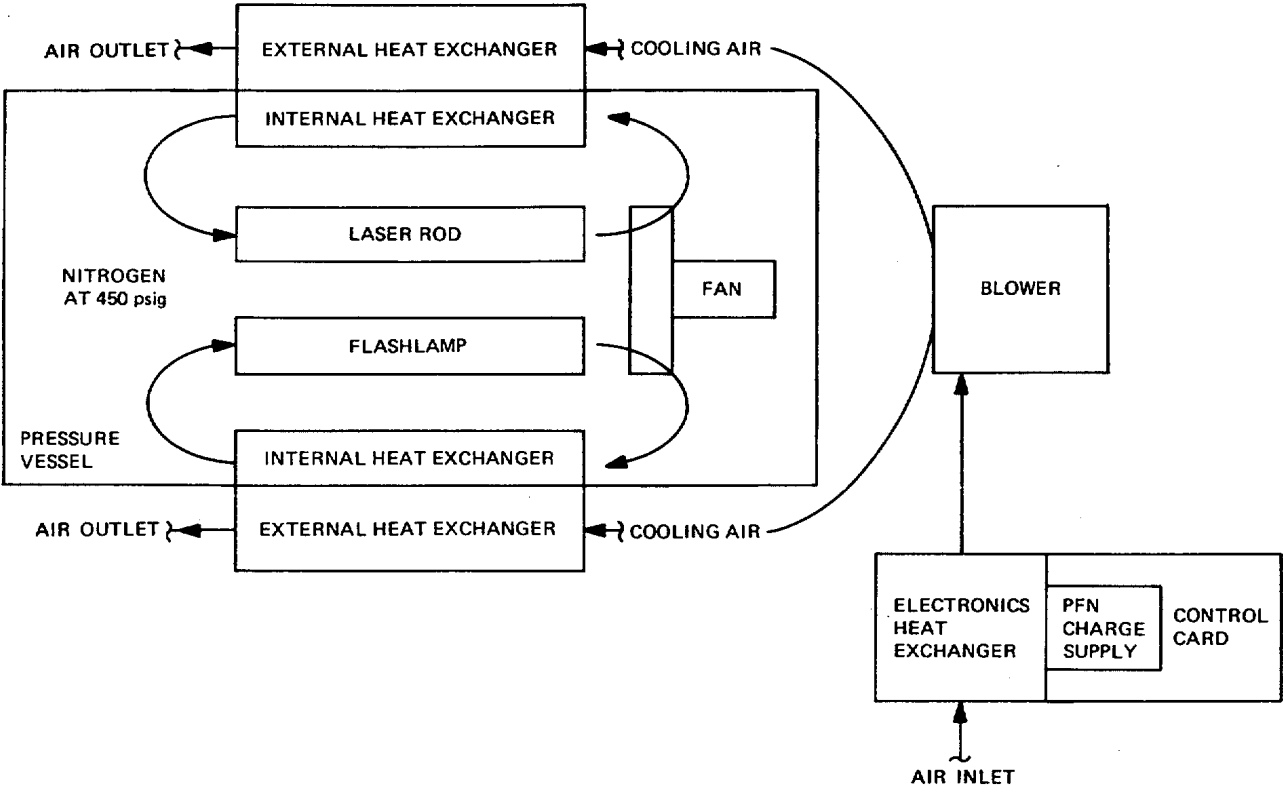 AIR OUTLET
EXTERNAL HEAT EXCHANGER
COOLING AIR
INTERNAL HEAT EXCHANGER
LASER ROD
NITROGEN
AT 450 psig
FAN
BLOWER
FLASHLAMP
PRESSURE
VESSEL
INTERNAL HEAT EXCHANGER
AIR OUTLET
EXTERNAL HEAT EXCHANGER
COOLING AIR
ELECTRONICS
HEAT
EXCHANGER
PFN
CHARGE
SUPPLY
CONTROL
CARD
AIR INLET